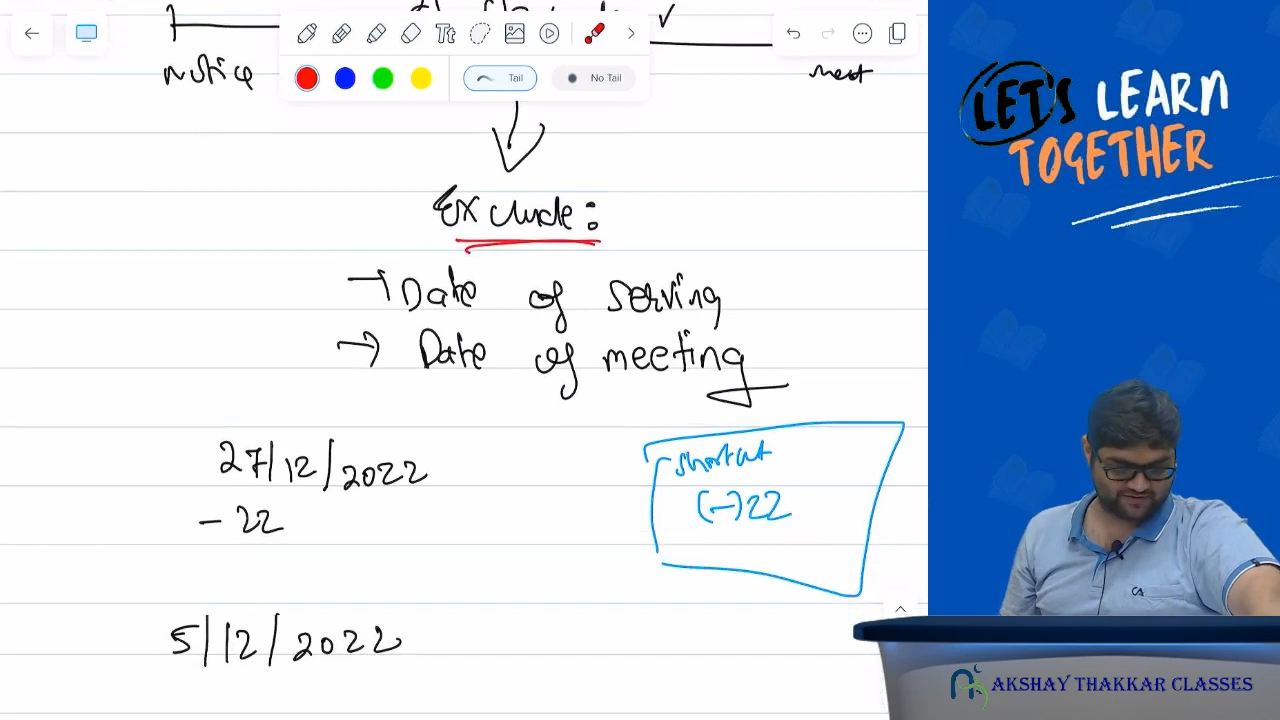 notice
Tail
No Tail
Exclude:
→ Date of serving
→ Date of meeting
27/12/2022
- 22
5/12/2022
shortcut
(-) 22
LET'S LEARN
TOGETHER
CA
AKSHAY THAKKAR CLASSES